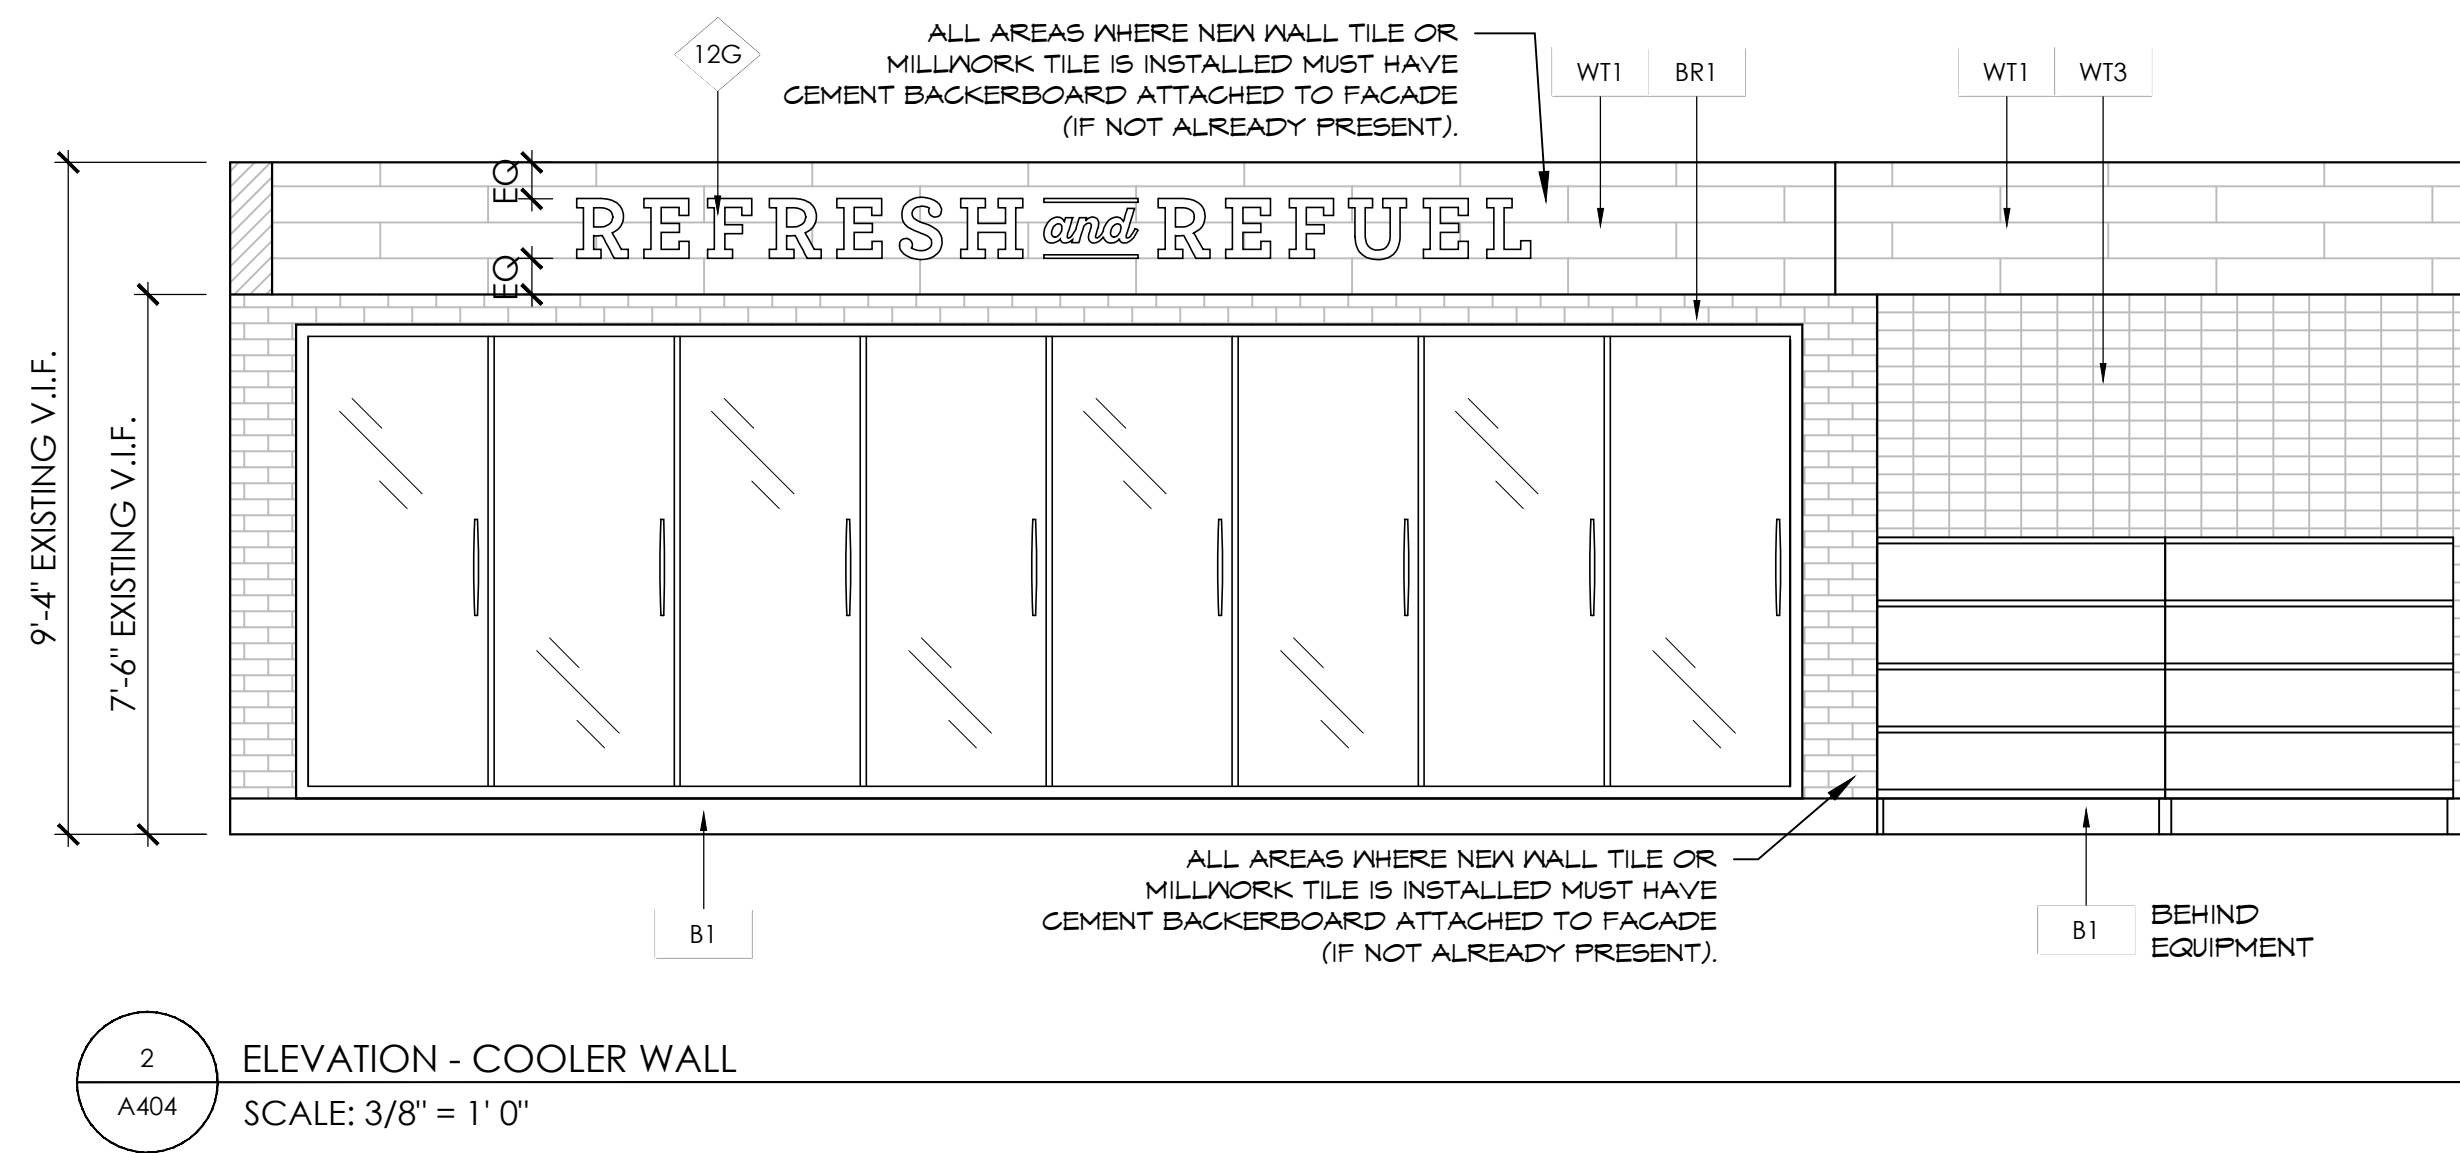 12G
ALL AREAS WHERE NEW WALL TILE OR
MILLWORK TILE IS INSTALLED MUST HAVE
CEMENT BACKERBOARD ATTACHED TO FACADE
(IF NOT ALREADY PRESENT).
WT1 BR1
WT1 WT3
EQ
EQ
REFRESH and REFUEL
9'-4" EXISTING V.I.F.
7'-6" EXISTING V.I.F.
ALL AREAS WHERE NEW WALL TILE OR
MILLWORK TILE IS INSTALLED MUST HAVE
CEMENT BACKERBOARD ATTACHED TO FACADE
(IF NOT ALREADY PRESENT).
B1
B1
BEHIND
EQUIPMENT
2
A404
ELEVATION - COOLER WALL
SCALE: 3/8" = 1' 0"